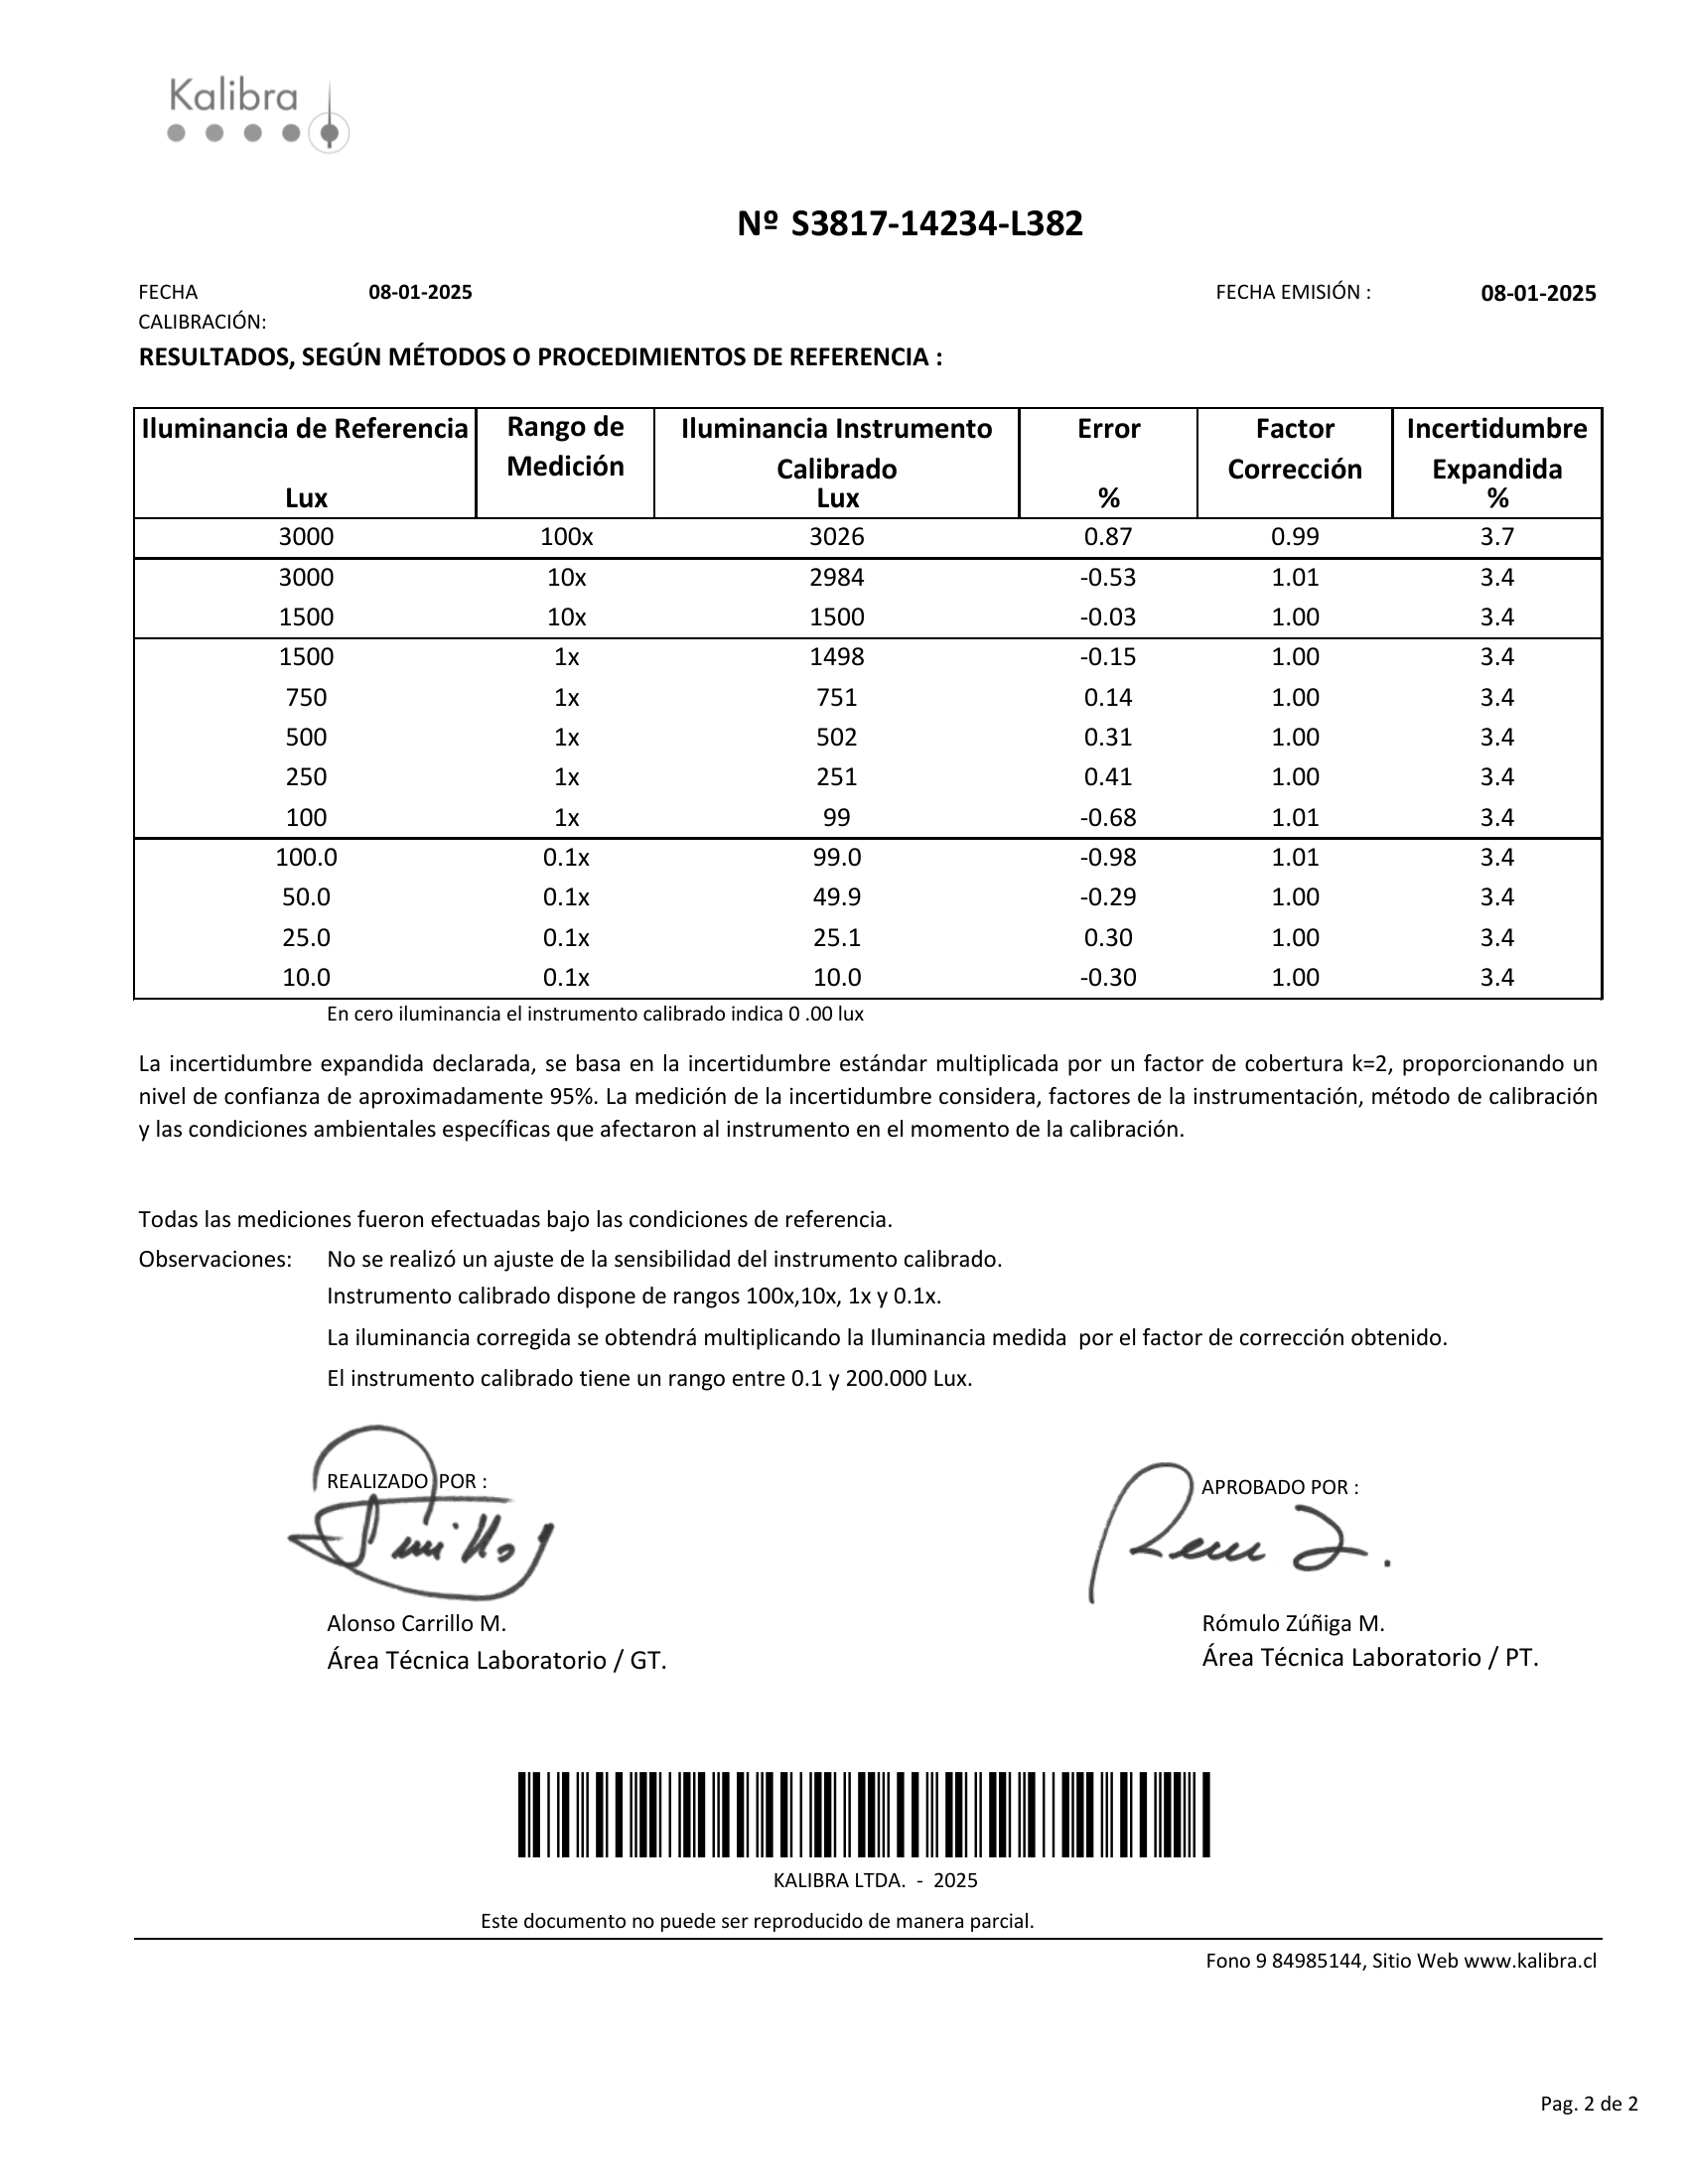 Kalibra
Nº S3817-14234-L382
FECHA CALIBRACIÓN: 08-01-2025 FECHA EMISIÓN : 08-01-2025
RESULTADOS, SEGÚN MÉTODOS O PROCEDIMIENTOS DE REFERENCIA :
Iluminancia de Referencia Lux Rango de Medición Iluminancia Instrumento Calibrado Lux Error % Factor Corrección Incertidumbre Expandida %
3000 100x 3026 0.87 0.99 3.7
3000 10x 2984 -0.53 1.01 3.4
1500 10x 1500 -0.03 1.00 3.4
1500 1x 1498 -0.15 1.00 3.4
750 1x 751 0.14 1.00 3.4
500 1x 502 0.31 1.00 3.4
250 1x 251 0.41 1.00 3.4
100 1x 99 -0.68 1.01 3.4
100.0 0.1x 99.0 -0.98 1.01 3.4
50.0 0.1x 49.9 -0.29 1.00 3.4
25.0 0.1x 25.1 0.30 1.00 3.4
10.0 0.1x 10.0 -0.30 1.00 3.4
En cero iluminancia el instrumento calibrado indica 0 .00 lux
La incertidumbre expandida declarada, se basa en la incertidumbre estándar multiplicada por un factor de cobertura k=2, proporcionando un
nivel de confianza de aproximadamente 95%. La medición de la incertidumbre considera, factores de la instrumentación, método de calibración
y las condiciones ambientales específicas que afectaron al instrumento en el momento de la calibración.
Todas las mediciones fueron efectuadas bajo las condiciones de referencia.
Observaciones: No se realizó un ajuste de la sensibilidad del instrumento calibrado.
Instrumento calibrado dispone de rangos 100x,10x, 1x y 0.1x.
La iluminancia corregida se obtendrá multiplicando la Iluminancia medida por el factor de corrección obtenido.
El instrumento calibrado tiene un rango entre 0.1 y 200.000 Lux.
REALIZADO POR : APROBADO POR :
Alonso Carrillo M. Rómulo Zúñiga M.
Área Técnica Laboratorio / GT. Área Técnica Laboratorio / PT.
KALIBRA LTDA. - 2025
Este documento no puede ser reproducido de manera parcial.
Fono 9 84985144, Sitio Web www.kalibra.cl
Pag. 2 de 2